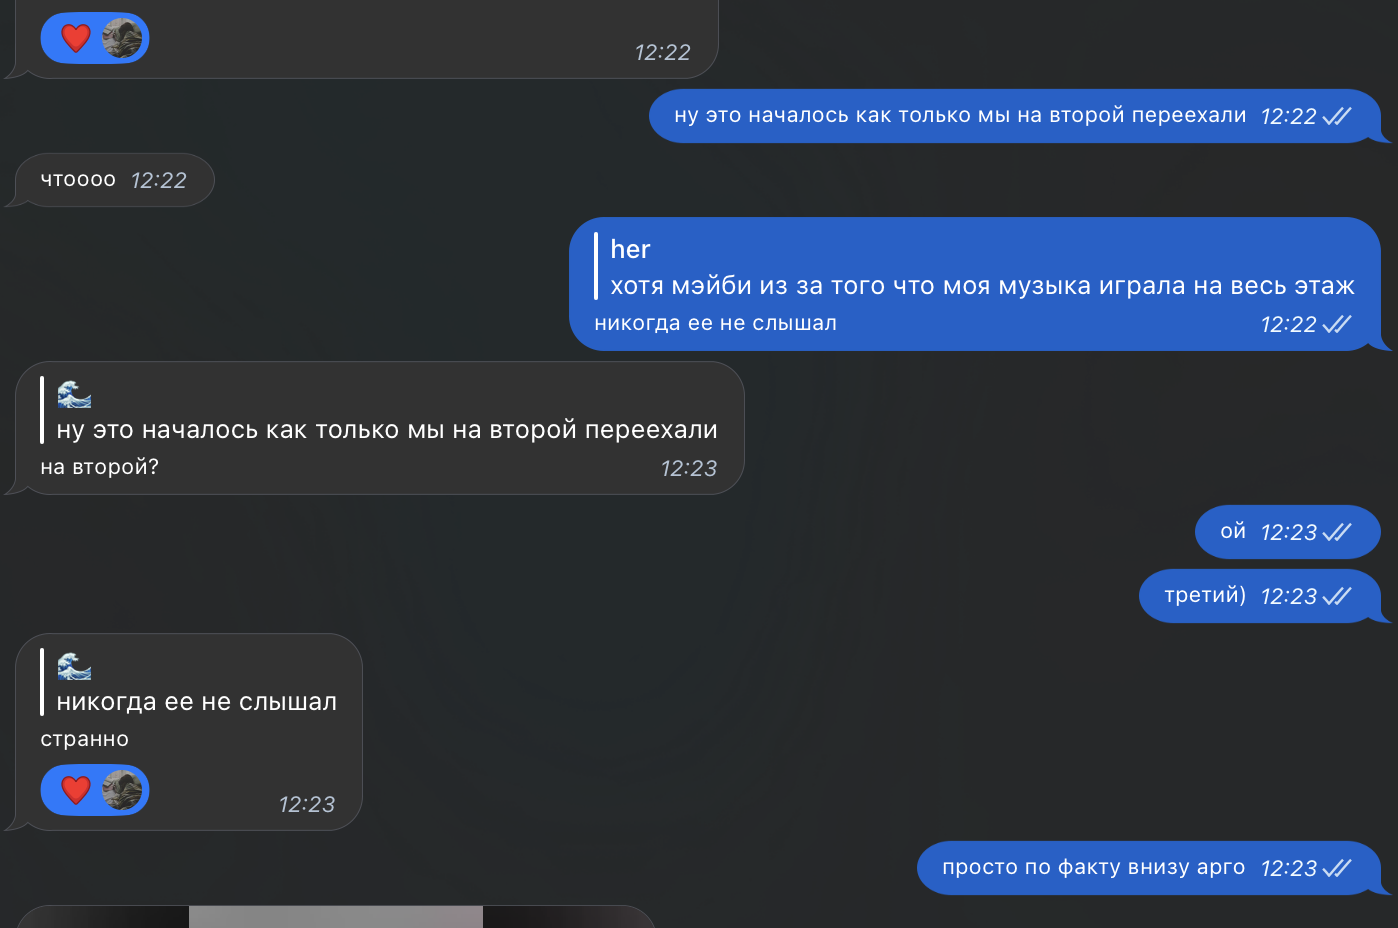 ❤️ 12:22
ну это началось как только мы на второй переехали 12:22
чтоооо 12:22
her
хотя мэйби из за того что моя музыка играла на весь этаж
никогда ее не слышал 12:22
🌊
ну это началось как только мы на второй переехали
на второй? 12:23
ой 12:23
третий) 12:23
🌊
никогда ее не слышал
странно
❤️ 12:23
просто по факту внизу арго 12:23